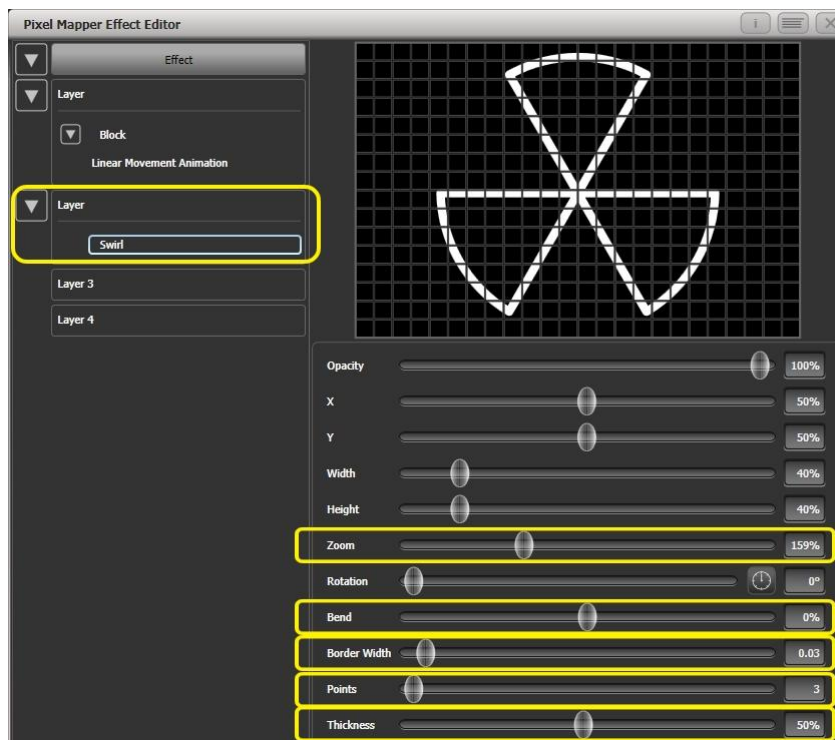 Pixel Mapper Effect Editor
i
Effect
Layer
Block
Linear Movement Animation
Layer
Swirl
Layer 3
Layer 4
Opacity 100%
X 50%
Y 50%
Width 40%
Height 40%
Zoom 159%
Rotation 0°
Bend 0%
Border Width 0.03
Points 3
Thickness 50%